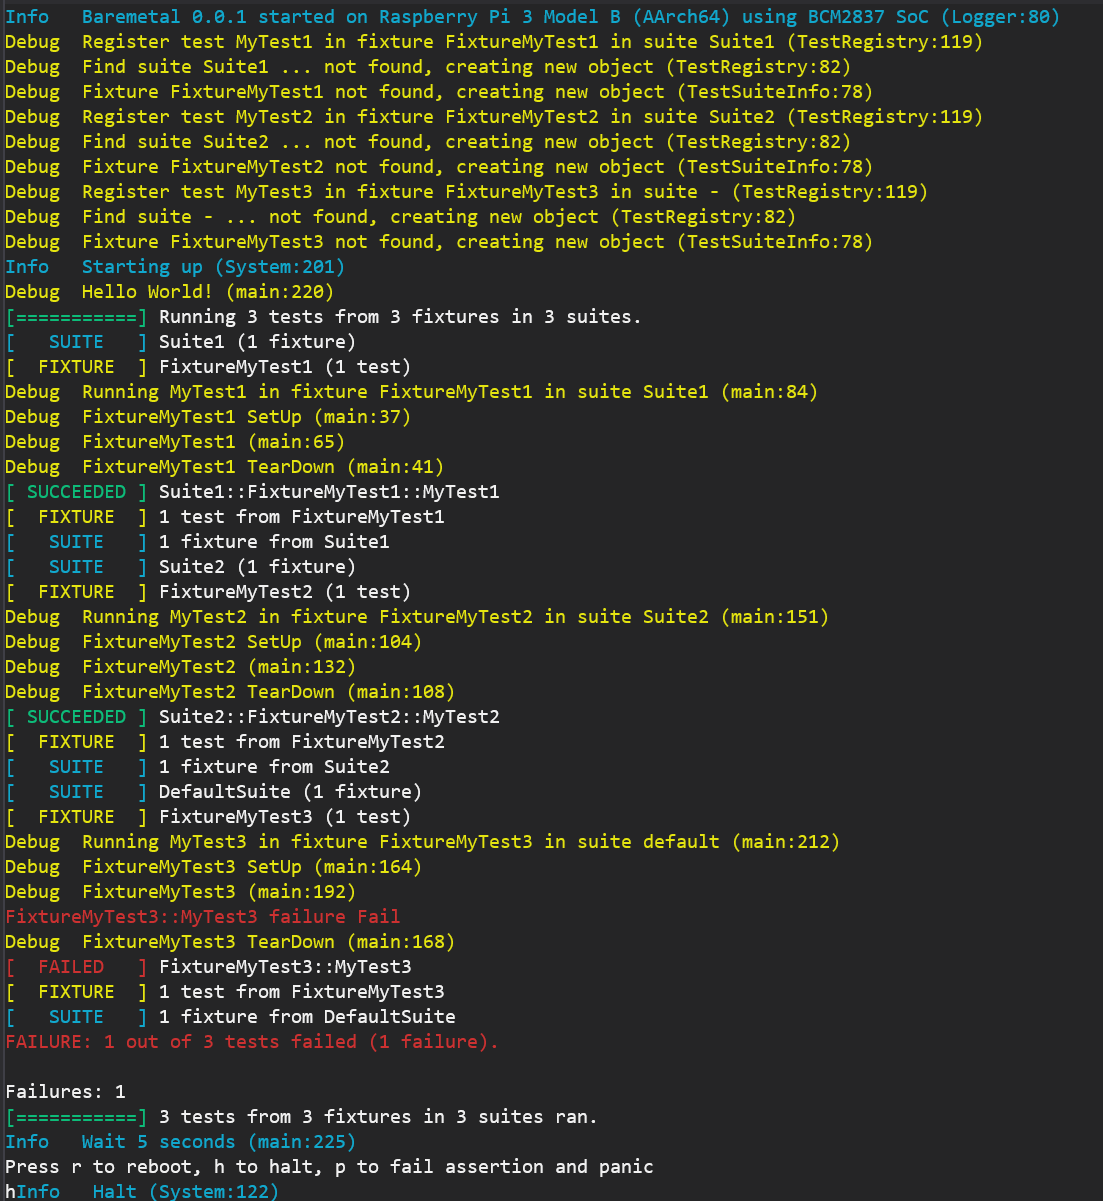 Info   Baremetal 0.0.1 started on Raspberry Pi 3 Model B (AArch64) using BCM2837 SoC (Logger:80)
Debug  Register test MyTest1 in fixture FixtureMyTest1 in suite Suite1 (TestRegistry:119)
Debug  Find suite Suite1 ... not found, creating new object (TestRegistry:82)
Debug  Fixture FixtureMyTest1 not found, creating new object (TestSuiteInfo:78)
Debug  Register test MyTest2 in fixture FixtureMyTest2 in suite Suite2 (TestRegistry:119)
Debug  Find suite Suite2 ... not found, creating new object (TestRegistry:82)
Debug  Fixture FixtureMyTest2 not found, creating new object (TestSuiteInfo:78)
Debug  Register test MyTest3 in fixture FixtureMyTest3 in suite - (TestRegistry:119)
Debug  Find suite - ... not found, creating new object (TestRegistry:82)
Debug  Fixture FixtureMyTest3 not found, creating new object (TestSuiteInfo:78)
Info   Starting up (System:201)
Debug  Hello World! (main:220)
[===========] Running 3 tests from 3 fixtures in 3 suites.
[   SUITE   ] Suite1 (1 fixture)
[  FIXTURE  ] FixtureMyTest1 (1 test)
Debug  Running MyTest1 in fixture FixtureMyTest1 in suite Suite1 (main:84)
Debug  FixtureMyTest1 SetUp (main:37)
Debug  FixtureMyTest1 (main:65)
Debug  FixtureMyTest1 TearDown (main:41)
[ SUCCEEDED ] Suite1::FixtureMyTest1::MyTest1
[  FIXTURE  ] 1 test from FixtureMyTest1
[   SUITE   ] 1 fixture from Suite1
[   SUITE   ] Suite2 (1 fixture)
[  FIXTURE  ] FixtureMyTest2 (1 test)
Debug  Running MyTest2 in fixture FixtureMyTest2 in suite Suite2 (main:151)
Debug  FixtureMyTest2 SetUp (main:104)
Debug  FixtureMyTest2 (main:132)
Debug  FixtureMyTest2 TearDown (main:108)
[ SUCCEEDED ] Suite2::FixtureMyTest2::MyTest2
[  FIXTURE  ] 1 test from FixtureMyTest2
[   SUITE   ] 1 fixture from Suite2
[   SUITE   ] DefaultSuite (1 fixture)
[  FIXTURE  ] FixtureMyTest3 (1 test)
Debug  Running MyTest3 in fixture FixtureMyTest3 in suite default (main:212)
Debug  FixtureMyTest3 SetUp (main:164)
Debug  FixtureMyTest3 (main:192)
FixtureMyTest3::MyTest3 failure Fail
Debug  FixtureMyTest3 TearDown (main:168)
[  FAILED   ] FixtureMyTest3::MyTest3
[  FIXTURE  ] 1 test from FixtureMyTest3
[   SUITE   ] 1 fixture from DefaultSuite
FAILURE: 1 out of 3 tests failed (1 failure).
Failures: 1
[===========] 3 tests from 3 fixtures in 3 suites ran.
Info   Wait 5 seconds (main:225)
Press r to reboot, h to halt, p to fail assertion and panic
hInfo   Halt (System:122)